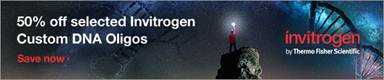 50% off selected Invitrogen
Custom DNA Oligos
Save now ›
invitrogen
by Thermo Fisher Scientific